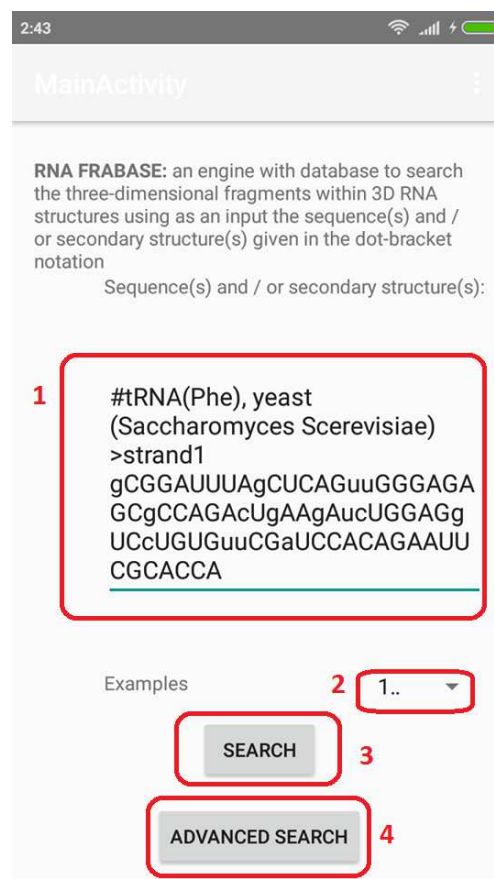 2:43
MainActivity
RNA FRABASE: an engine with database to search
the three-dimensional fragments within 3D RNA
structures using as an input the sequence(s) and /
or secondary structure(s) given in the dot-bracket
notation
Sequence(s) and / or secondary structure(s):
1
#tRNA(Phe), yeast
(Saccharomyces Scerevisiae)
>strand1
gCGGAUUUAgCUCAGuuGGGAGA
GCgCCAGAcUgAAgAucUGGAGg
UCcUGUGuuCGaUCCACAGAAUU
CGCACCA
Examples
2
1..
SEARCH
3
ADVANCED SEARCH
4